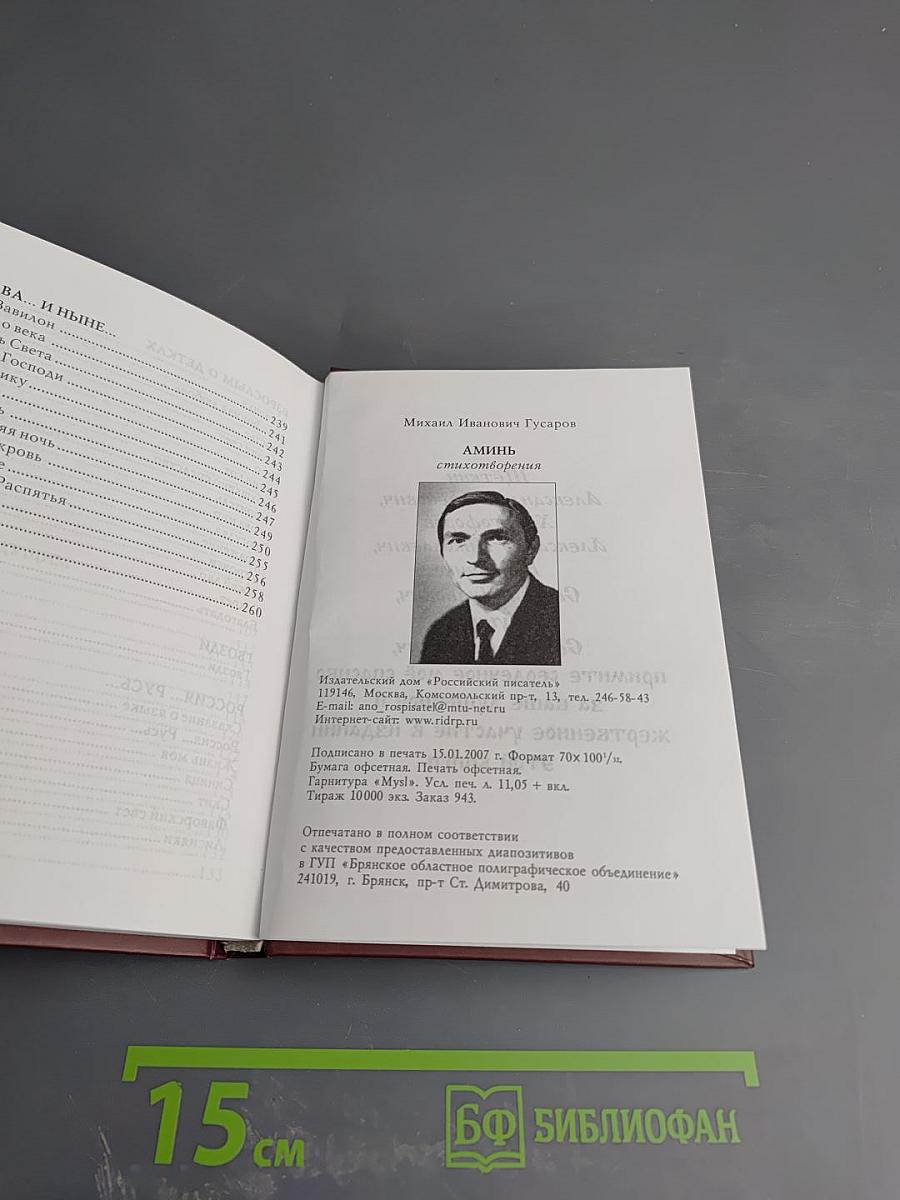 ВА... И НЫНЕ...
Вавилон
о века
ь Света
Господи
ику
яя ночь
кровь
е
Распятья
239
241
242
243
244
245
246
247
249
250
255
256
258
260
Михаил Иванович Гусаров
АМИНЬ
стихотворения
Издательский дом «Российский писатель»
119146, Москва, Комсомольский пр-т, 13, тел. 246-58-43
E-mail: ano_rospisatel@mtu-net.ru
Интернет-сайт: www.ridrp.ru
Подписано в печать 15.01.2007 г. Формат 70×100¹/₃₂.
Бумага офсетная. Печать офсетная.
Гарнитура «Mysl». Усл. печ. л. 11,05 + вкл.
Тираж 10000 экз. Заказ 943.
Отпечатано в полном соответствии
с качеством предоставленных диапозитивов
в ГУП «Брянское областное полиграфическое объединение»
241019, г. Брянск, пр-т Ст. Димитрова, 40
15 см
БФ БИБЛИОФАН